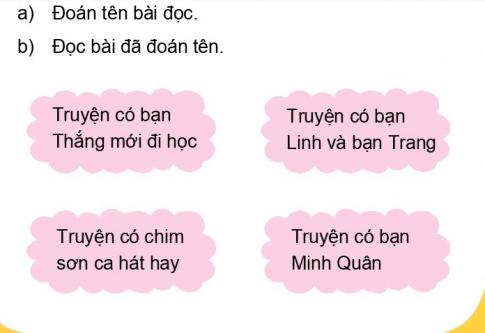 a) Đoán tên bài đọc.
b) Đọc bài đã đoán tên.
Truyện có bạn
Thắng mới đi học
Truyện có bạn
Linh và bạn Trang
Truyện có chim
sơn ca hát hay
Truyện có bạn
Minh Quân